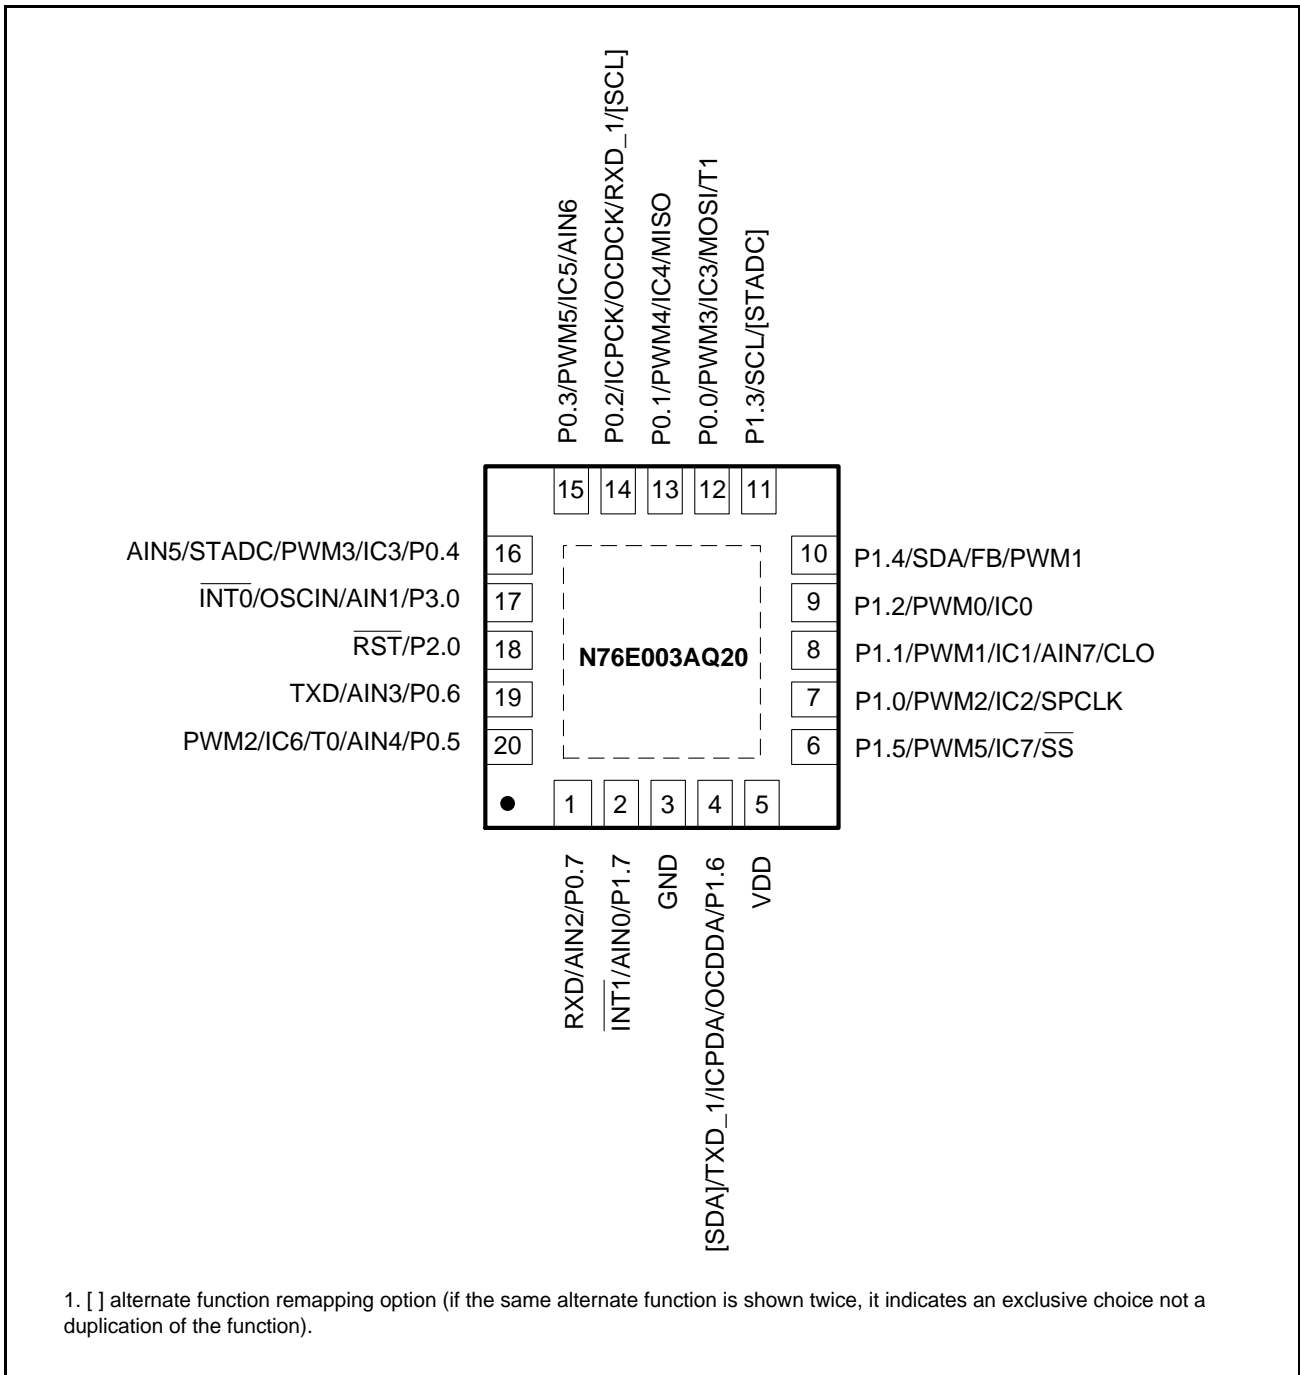 P0.3/PWM5/IC5/AIN6
P0.2/ICPCK/OCDCK/RXD_1/[SCL]
P0.1/PWM4/IC4/MISO
P0.0/PWM3/IC3/MOSI/T1
P1.3/SCL/[STADC]
15 14 13 12 11
AIN5/STADC/PWM3/IC3/P0.4 16
INT0/OSCIN/AIN1/P3.0 17
RST/P2.0 18
TXD/AIN3/P0.6 19
PWM2/IC6/T0/AIN4/P0.5 20
N76E003AQ20
10 P1.4/SDA/FB/PWM1
9 P1.2/PWM0/IC0
8 P1.1/PWM1/IC1/AIN7/CLO
7 P1.0/PWM2/IC2/SPCLK
6 P1.5/PWM5/IC7/SS
1 2 3 4 5
RXD/AIN2/P0.7
INT1/AIN0/P1.7
GND
[SDA]/TXD_1/ICPDA/OCDDA/P1.6
VDD
1. [ ] alternate function remapping option (if the same alternate function is shown twice, it indicates an exclusive choice not a
duplication of the function).